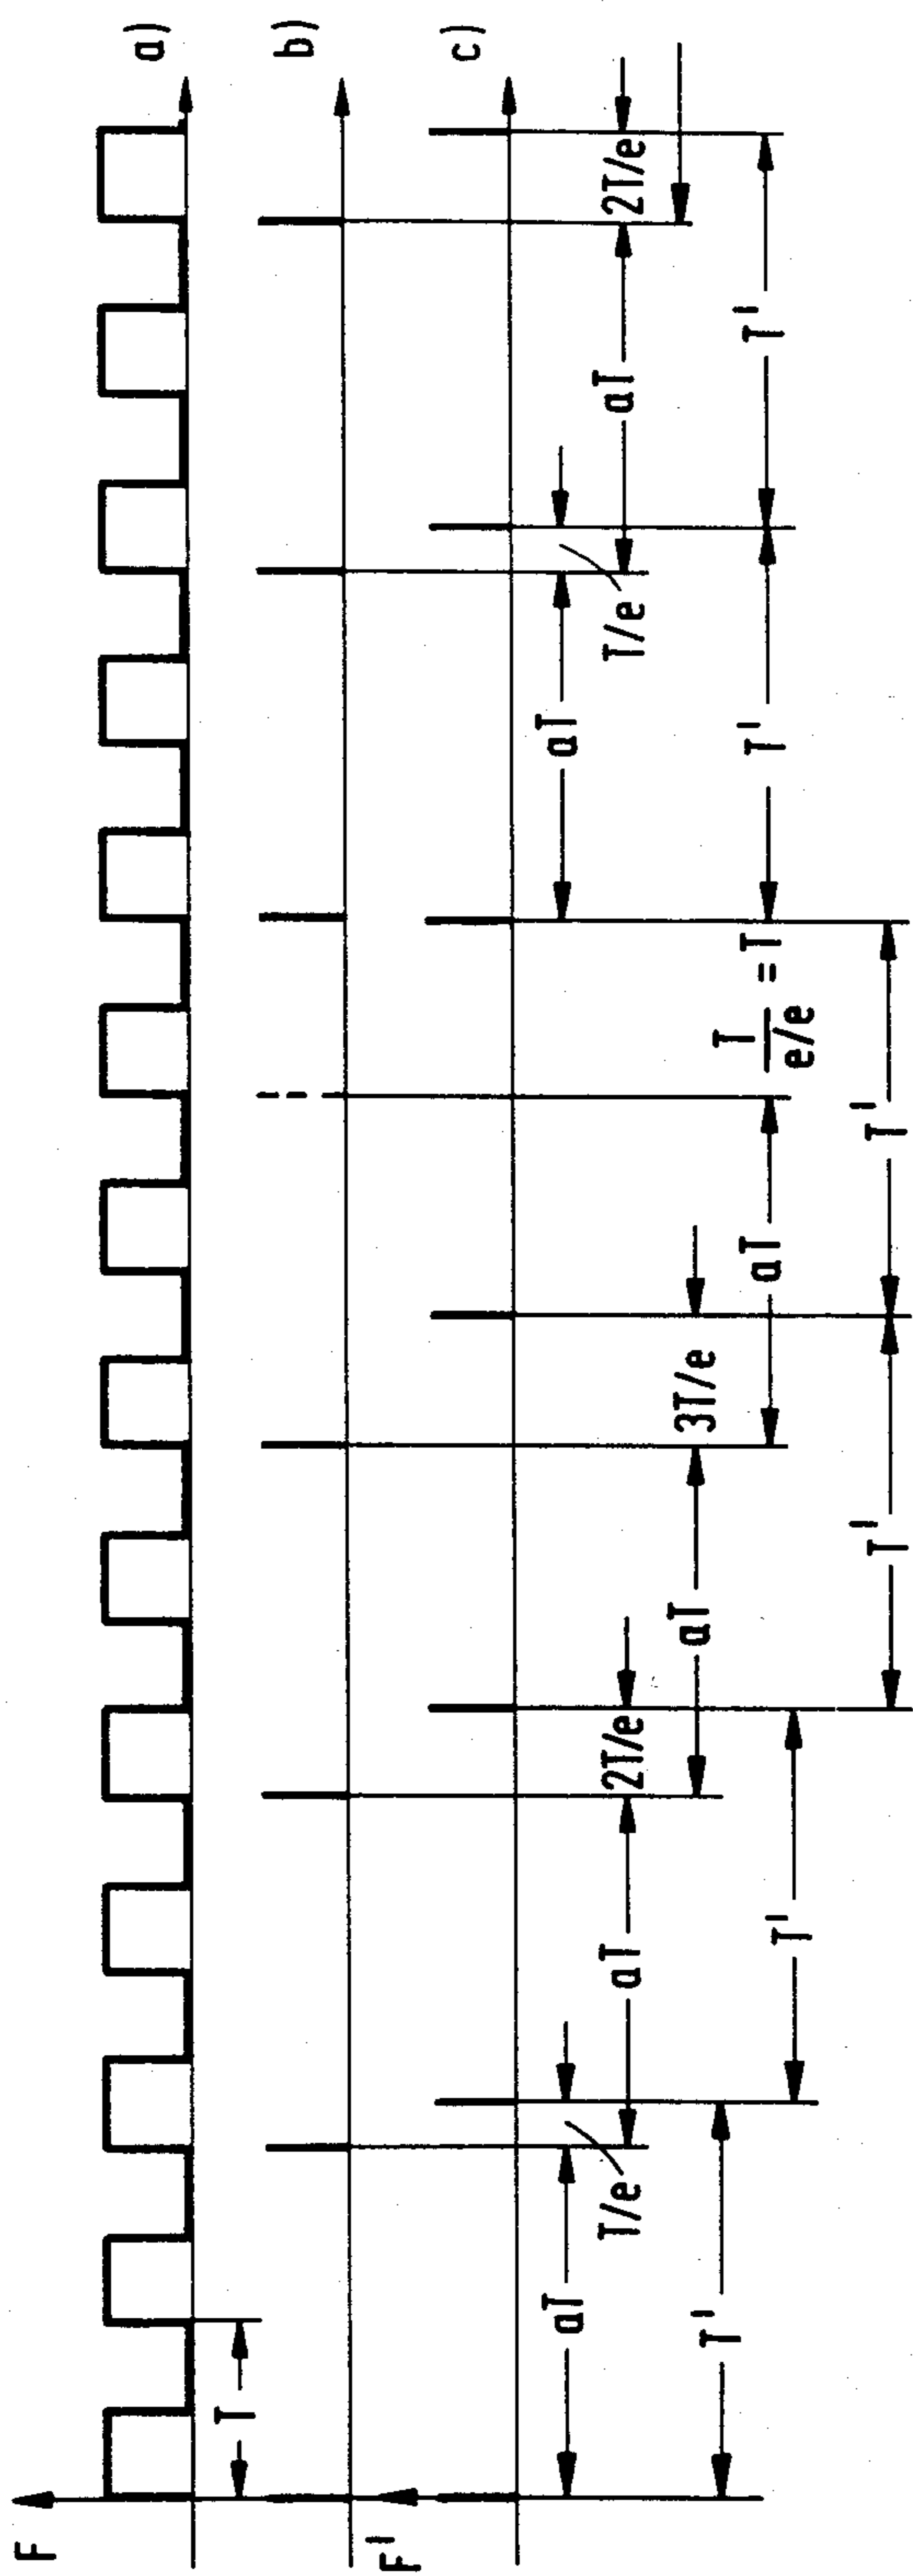 F a)
T
b)
F' c)
aT aT
T/e aT 2T/e T/e aT 2T/e
aT 3T/e
T' T' aT T
e/e = T T' T'
T' T'